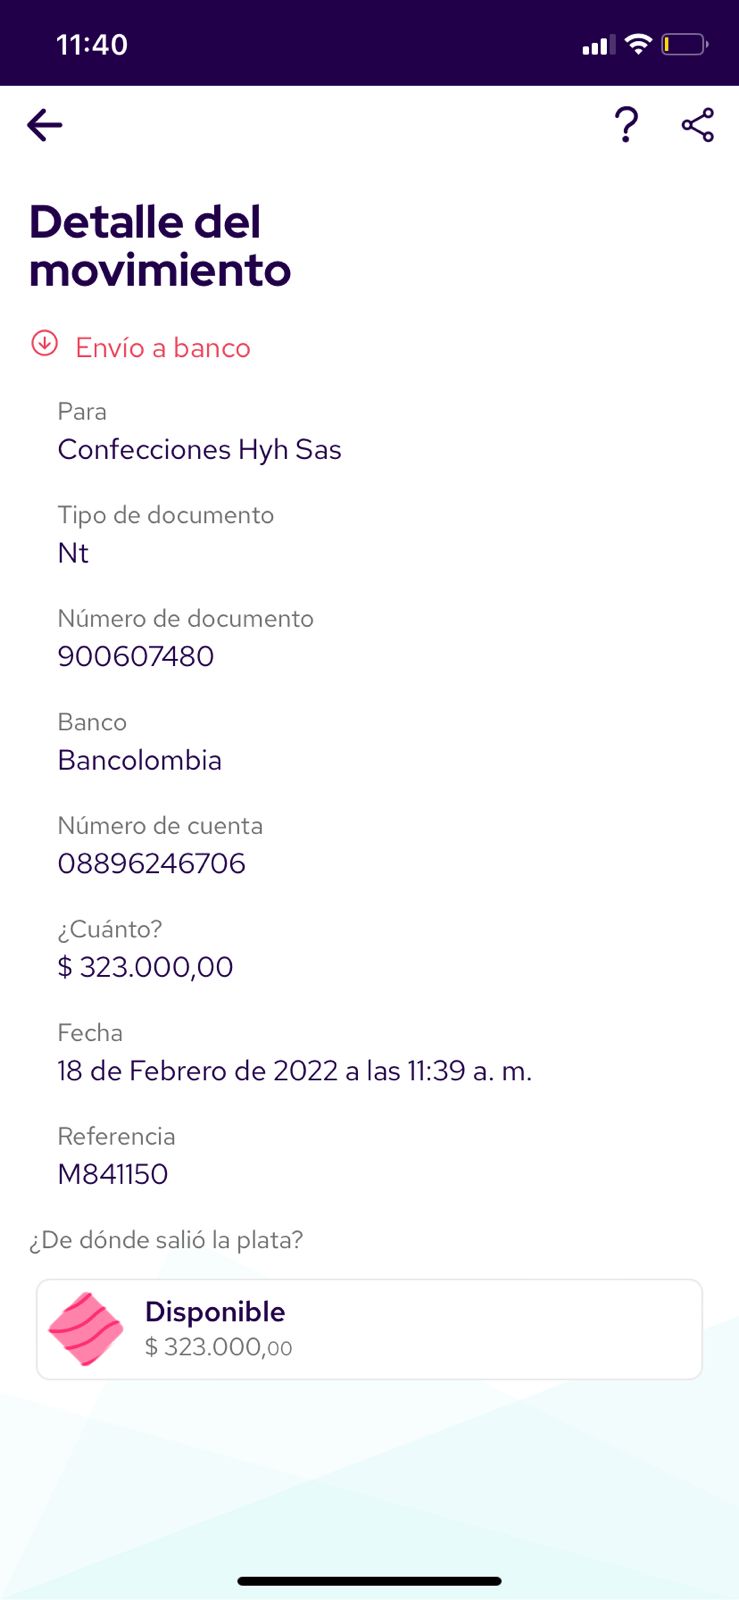 11:40
Detalle del
movimiento
Envío a banco
Para
Confecciones Hyh Sas
Tipo de documento
Nt
Número de documento
900607480
Banco
Bancolombia
Número de cuenta
08896246706
¿Cuánto?
$ 323.000,00
Fecha
18 de Febrero de 2022 a las 11:39 a. m.
Referencia
M841150
¿De dónde salió la plata?
Disponible
$ 323.000,00